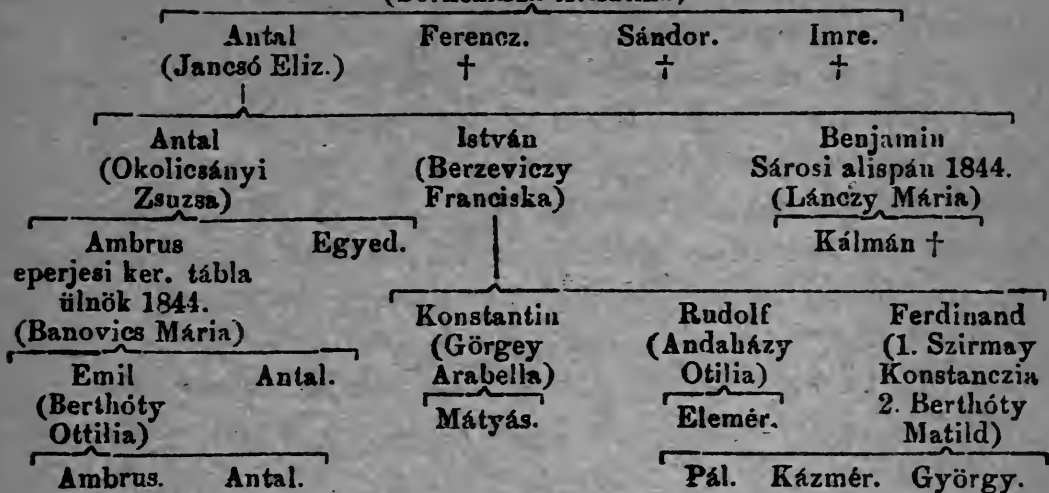 Antal Ferencz. Sándor. Imre.
(Jancsó Eliz.) † † †
Antal István Benjamin
(Okolicsányi (Berzeviczy Sárosi alispán 1844.
Zsuzsa) Franciska) (Lánczy Mária)
Ambrus Egyed. Kálmán †
eperjesi ker. tábla
ülnök 1844.
(Banovics Mária)
Konstantin Rudolf Ferdinand
(Görgey (Andaházy (1. Szirmay
Arabella) Otilia) Konstanczia
Emil Antal. Mátyás. Elemér. 2. Berthóty
(Berthóty Matild)
Ottilia)
Ambrus. Antal. Pál. Kázmér. György.